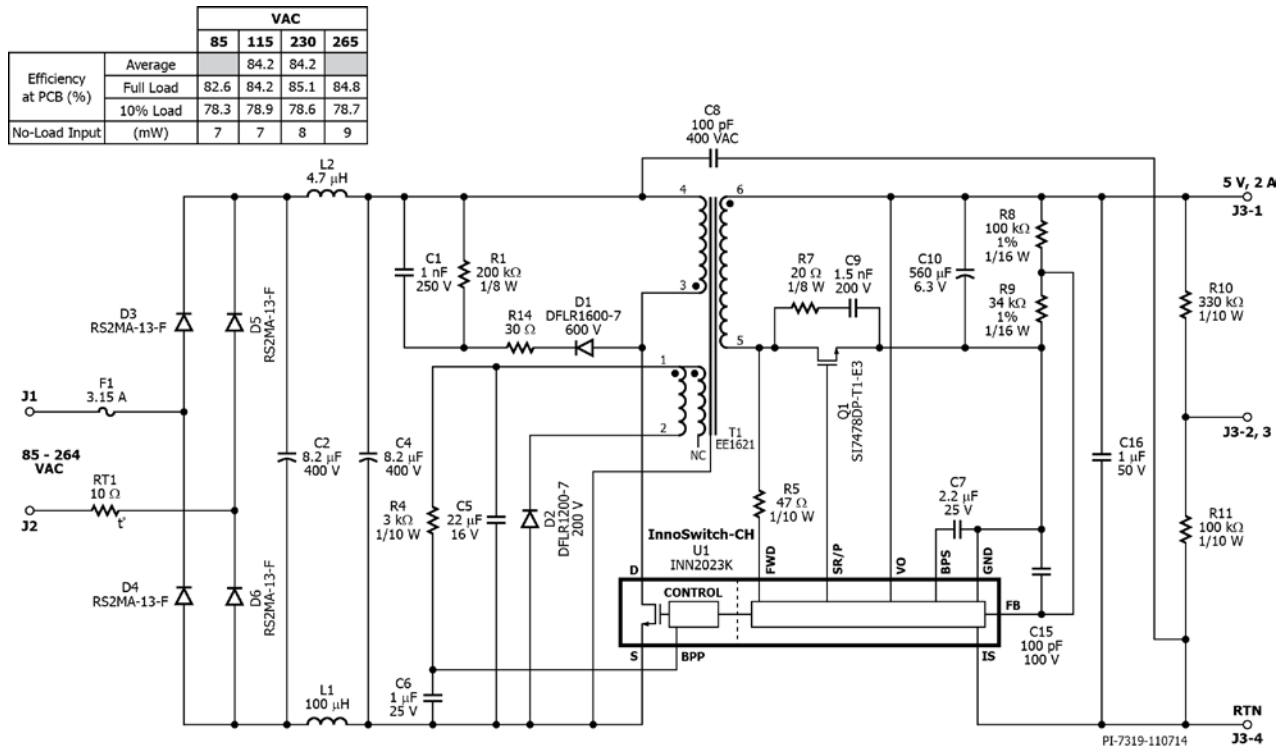 VAC
85 115 230 265
Efficiency at PCB (%)
Average 84.2 84.2
Full Load 82.6 84.2 85.1 84.8
10% Load 78.3 78.9 78.6 78.7
No-Load Input (mW) 7 7 8 9
C8
100 pF
400 VAC
L2
4.7 µH
4
6
5 V, 2 A
J3-1
C1
1 nF
250 V
R1
200 kΩ
1/8 W
R14
30 Ω
D1
DFLR1600-7
600 V
3
R7
20 Ω
1/8 W
C9
1.5 nF
200 V
C10
560 µF
6.3 V
R8
100 kΩ
1%
1/16 W
R9
34 kΩ
1%
1/16 W
R10
330 kΩ
1/10 W
D3
RS2MA-13-F
D5
RS2MA-13-F
5
1
2
NC
T1
EE1621
Q1
SI7478DP-T1-E3
J1
F1
3.15 A
85 - 264
VAC
RT1
10 Ω
t°
J2
C2
8.2 µF
400 V
C4
8.2 µF
400 V
J3-2, 3
C16
1 µF
50 V
R4
3 kΩ
1/10 W
C5
22 µF
16 V
D2
DFLR1200-7
200 V
R5
47 Ω
1/10 W
C7
2.2 µF
25 V
R11
100 kΩ
1/10 W
InnoSwitch-CH
U1
INN2023K
D
FWD
SR/P
VO
BPS
GND
CONTROL
FB
D4
RS2MA-13-F
D6
RS2MA-13-F
C15
100 pF
100 V
S
BPP
IS
L1
100 µH
C6
1 µF
25 V
RTN
J3-4
PI-7319-110714